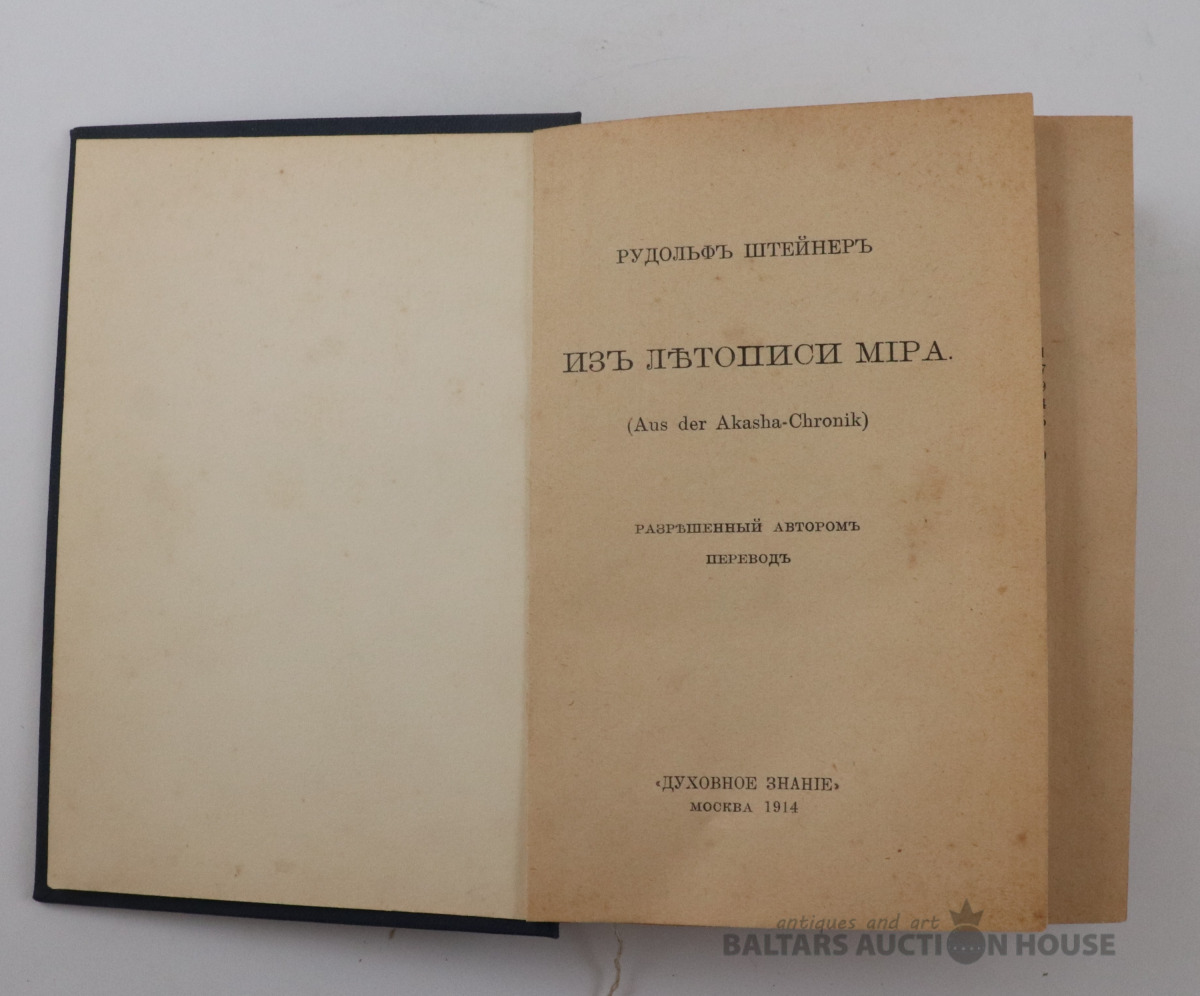 РУДОЛЬФЪ ШТЕЙНЕРЪ
ИЗЪ ЛѢТОПИСИ МІРА.
(Aus der Akasha-Chronik)
РАЗРѢШЕННЫЙ АВТОРОМЪ
ПЕРЕВОДЪ
«ДУХОВНОЕ ЗНАНІЕ»
МОСКВА 1914
antiques and art
BALTARS AUCTION HOUSE